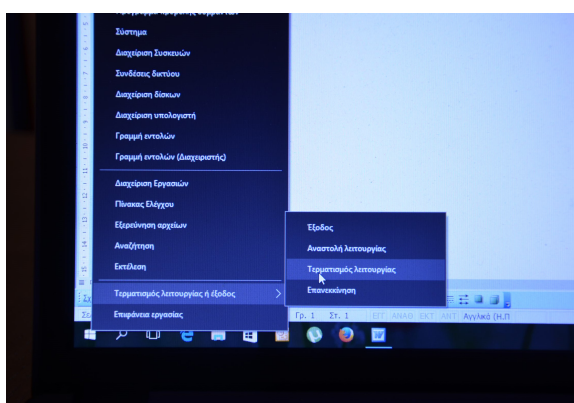 Σύστημα
Διαχείριση Συσκευών
Συνδέσεις δικτύου
Διαχείριση δίσκων
Διαχείριση υπολογιστή
Γραμμή εντολών
Γραμμή εντολών (Διαχειριστής)
Διαχείριση Εργασιών
Πίνακας Ελέγχου
Εξερεύνηση αρχείων
Αναζήτηση
Εκτέλεση
Τερματισμός λειτουργίας ή έξοδος
Επιφάνεια εργασίας
Έξοδος
Αναστολή λειτουργίας
Τερματισμός λειτουργίας
Επανεκκίνηση
Γρ. 1 Στ. 1 ΕΓΓ ΑΝΑΘ ΕΚΤ ΑΝΤ Αγγλικά (Η.Π